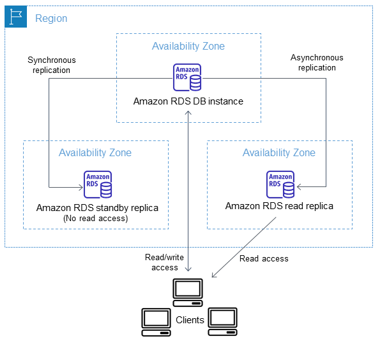 Region
Availability Zone
Synchronous
replication
Asynchronous
replication
Amazon
RDS
Amazon RDS DB instance
Availability Zone
Amazon
RDS
Amazon RDS standby replica
(No read access)
Availability Zone
Amazon
RDS
Amazon RDS read replica
Read/write
access
Read access
Clients